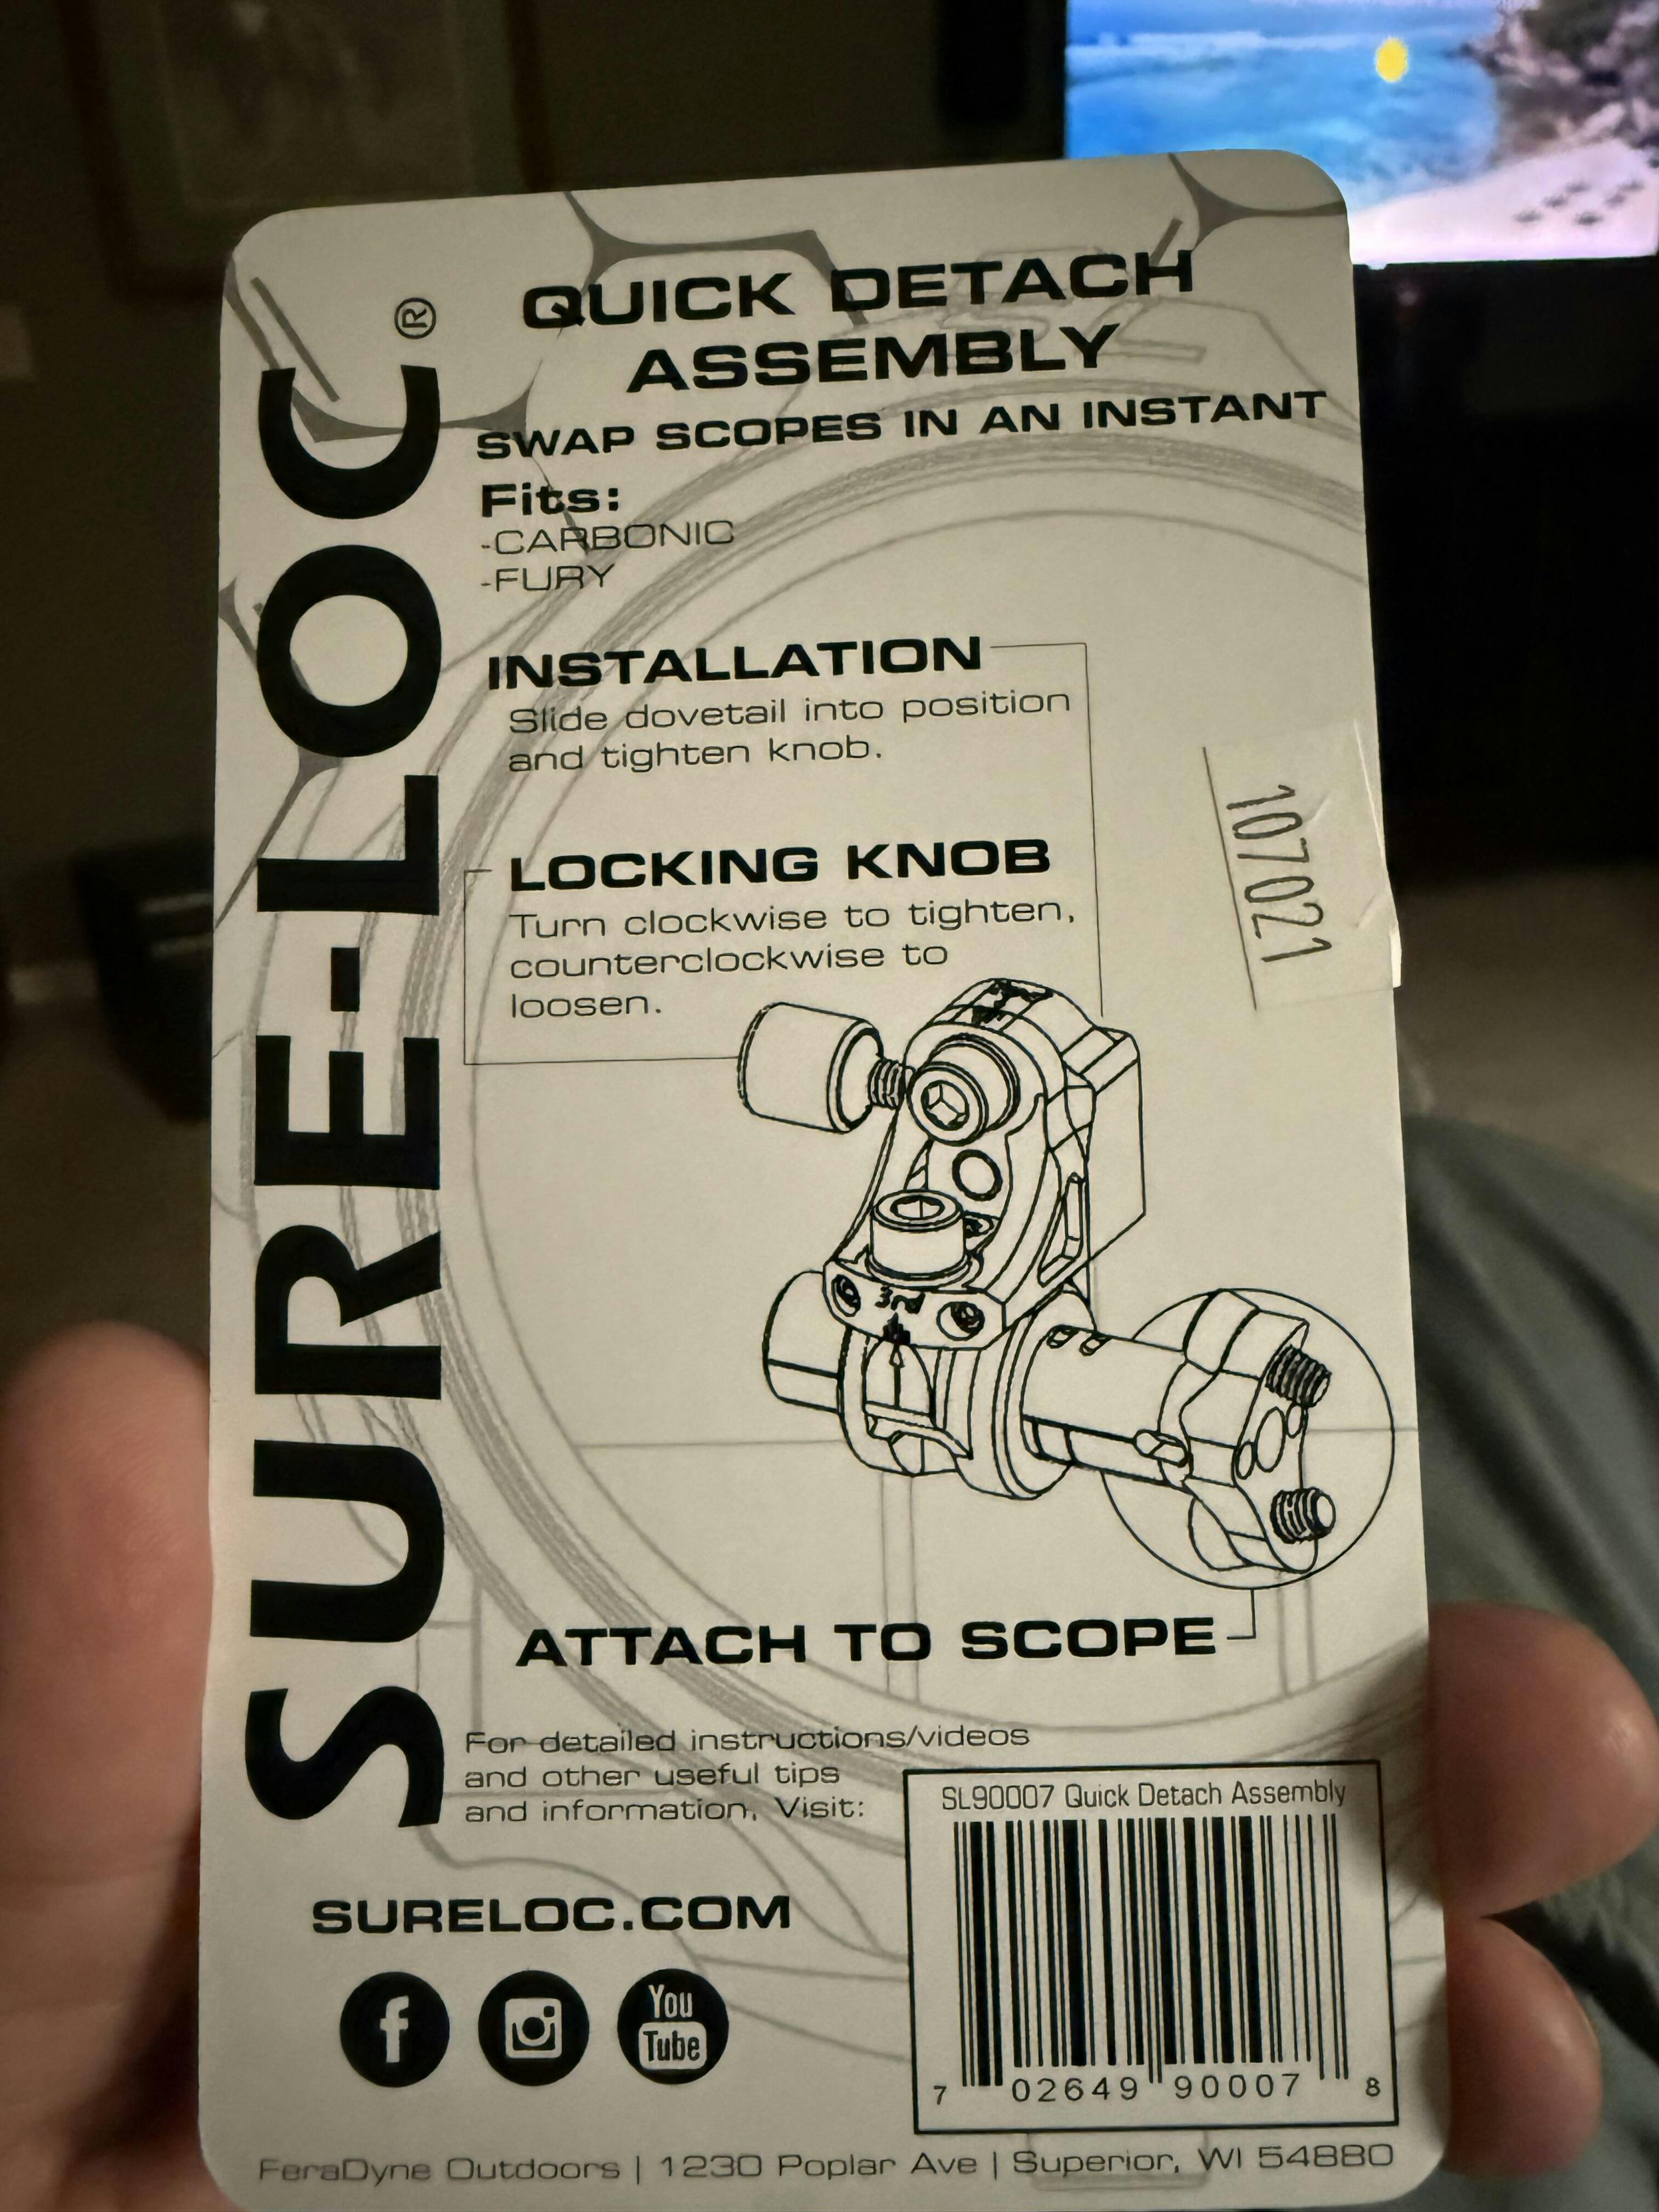 SURE-LOC®
QUICK DETACH
ASSEMBLY
SWAP SCOPES IN AN INSTANT
Fits:
-CARBONIC
-FURY
INSTALLATION
Slide dovetail into position
and tighten knob.
107021
LOCKING KNOB
Turn clockwise to tighten,
counterclockwise to
loosen.
3rd
ATTACH TO SCOPE
For detailed instructions/videos
and other useful tips
and information, Visit:
SURELOC.COM
f
You
Tube
SL90007 Quick Detach Assembly
7 02649 90007 8
FeraDyne Outdoors | 1230 Poplar Ave | Superior, WI 54880